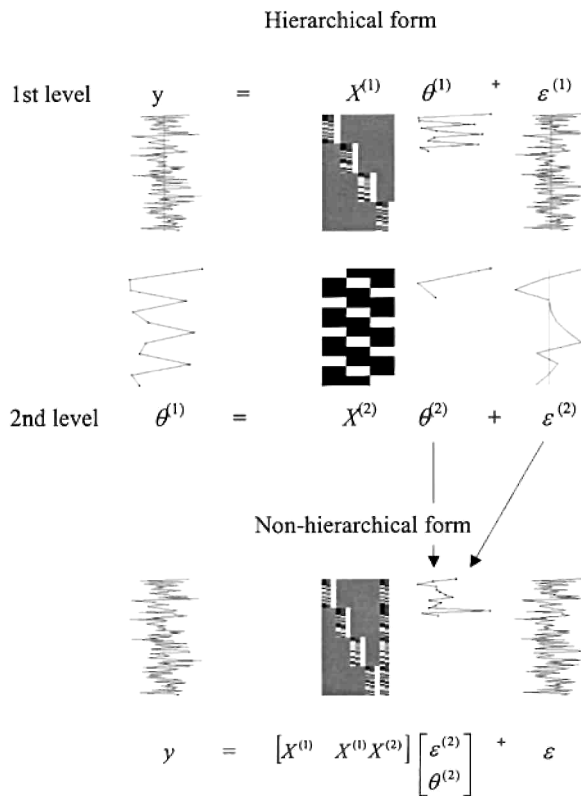 Hierarchical form
1st level y = X^(1) θ^(1) + ε^(1)
2nd level θ^(1) = X^(2) θ^(2) + ε^(2)
Non-hierarchical form
y = [X^(1) X^(1)X^(2)] [ε^(2) θ^(2)] + ε